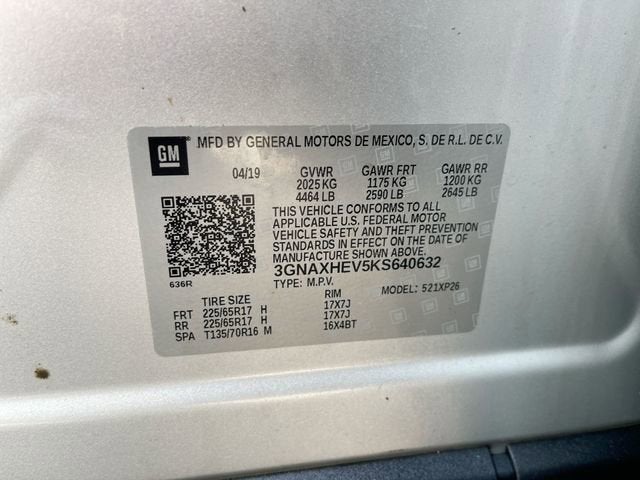 GM
MFD BY GENERAL MOTORS DE MEXICO, S. DE R.L. DE C.V.
04/19 GVWR GAWR FRT GAWR RR
2025 KG 1175 KG 1200 KG
4464 LB 2590 LB 2645 LB
THIS VEHICLE CONFORMS TO ALL
APPLICABLE U.S. FEDERAL MOTOR
VEHICLE SAFETY AND THEFT PREVENTION
STANDARDS IN EFFECT ON THE DATE OF
MANUFACTURE SHOWN ABOVE.
3GNAXHEV5KS640632
636R
TYPE: M.P.V. MODEL: 521XP26
TIRE SIZE RIM
FRT 225/65R17 H 17X7J
RR 225/65R17 H 17X7J
SPA T135/70R16 M 16X4BT